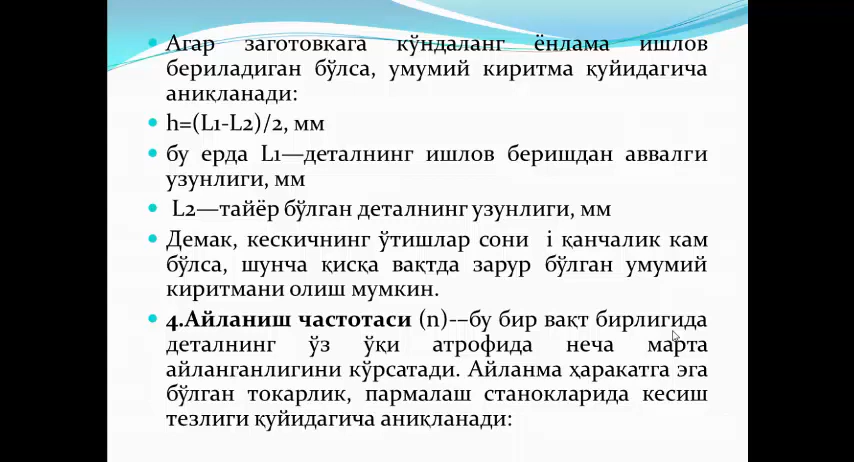 • Агар заготовкага кўндаланг ёнлама ишлов
бериладиган бўлса, умумий киритма қуйидагича
аниқланади:
• h=(L1-L2)/2, мм
• бу ерда L1—деталнинг ишлов беришдан аввалги
узунлиги, мм
• L2—тайёр бўлган деталнинг узунлиги, мм
• Демак, кескичнинг ўтишлар сони i қанчалик кам
бўлса, шунча қисқа вақтда зарур бўлган умумий
киритмани олиш мумкин.
• 4.Айланиш частотаси (n)-–бу бир вақт бирлигида
деталнинг ўз ўқи атрофида неча марта
айланганлигини кўрсатади. Айланма ҳаракатга эга
бўлган токарлик, пармалаш станокларида кесиш
тезлиги қуйидагича аниқланади: